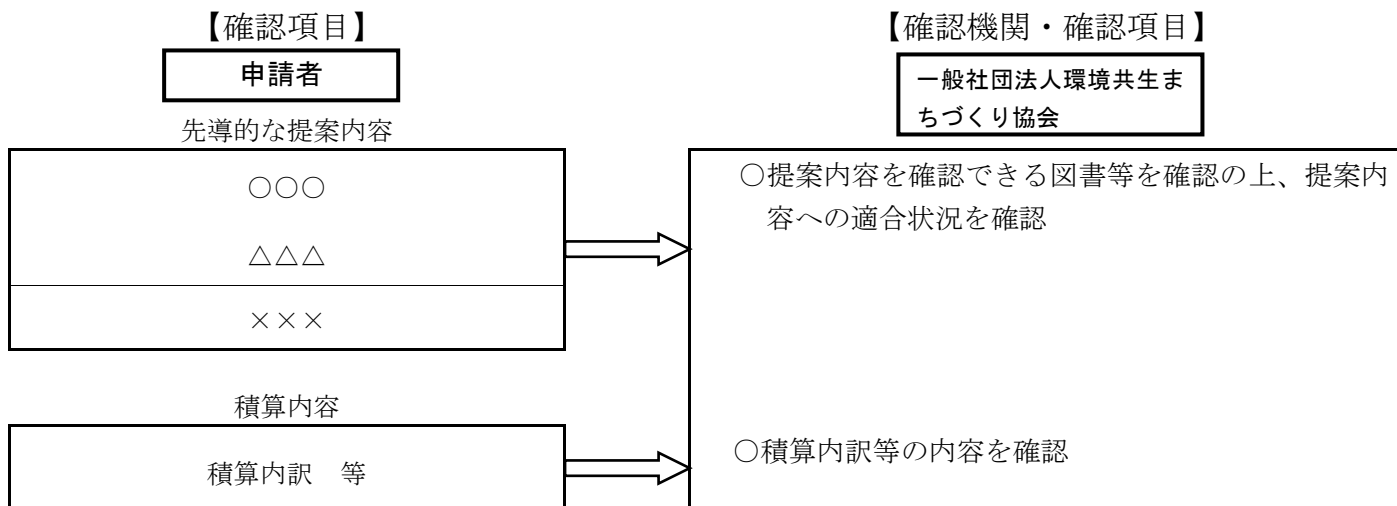 【確認項目】
申請者
先導的な提案内容
○○○
△△△
×××
積算内容
積算内訳　等
【確認機関・確認項目】
一般社団法人環境共生ま
ちづくり協会
○提案内容を確認できる図書等を確認の上、提案内
容への適合状況を確認
○積算内訳等の内容を確認